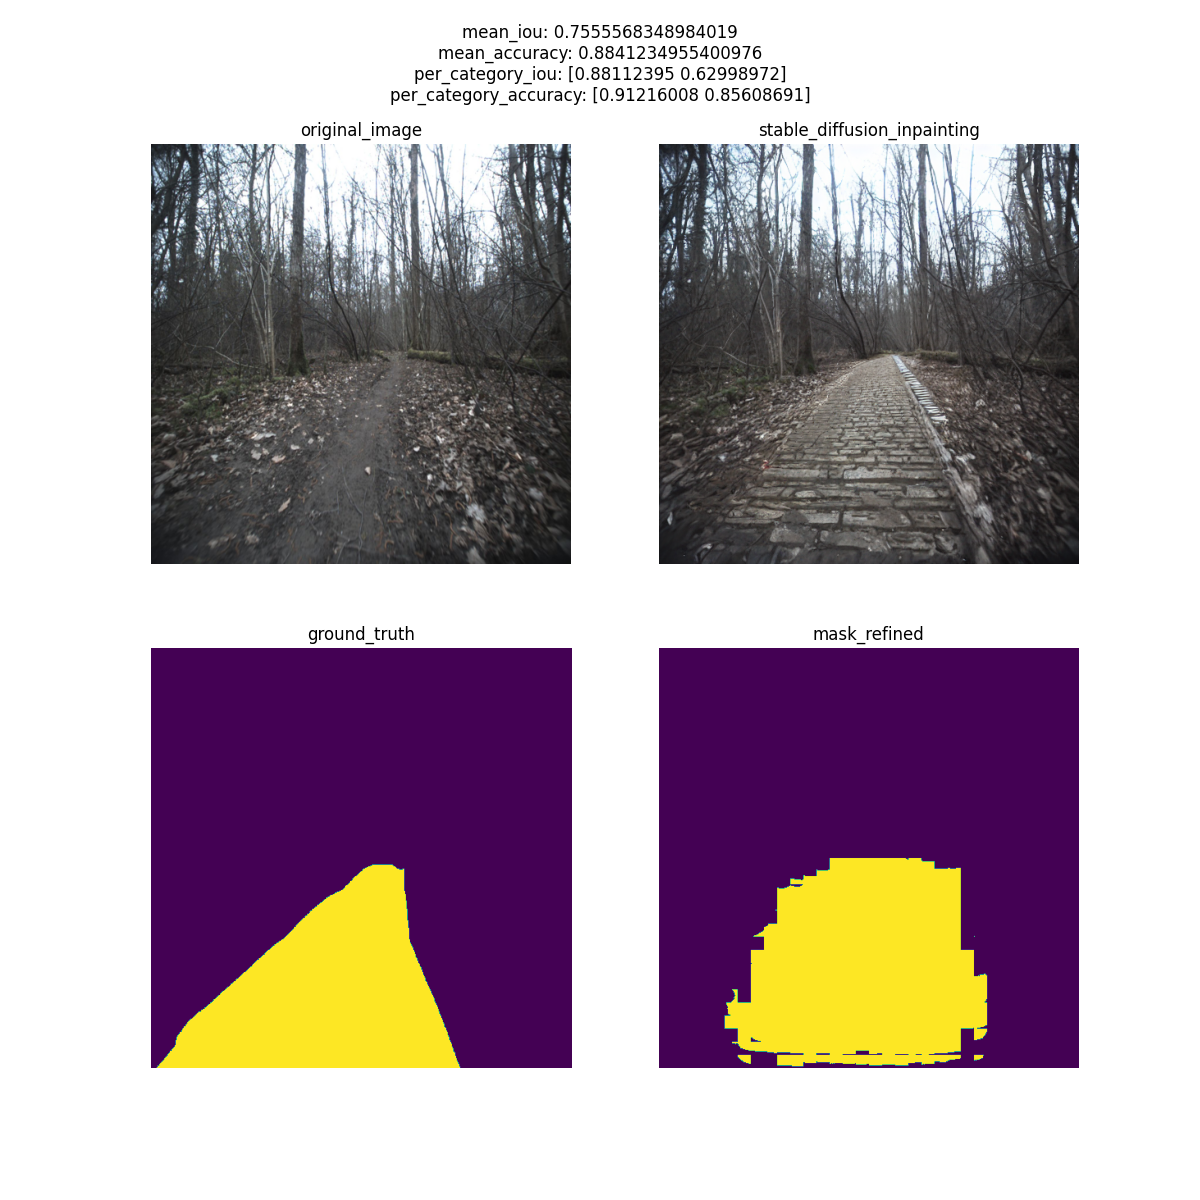 mean_iou: 0.7555568348984019
mean_accuracy: 0.8841234955400976
per_category_iou: [0.88112395 0.62998972]
per_category_accuracy: [0.91216008 0.85608691]
original_image
stable_diffusion_inpainting
ground_truth
mask_refined